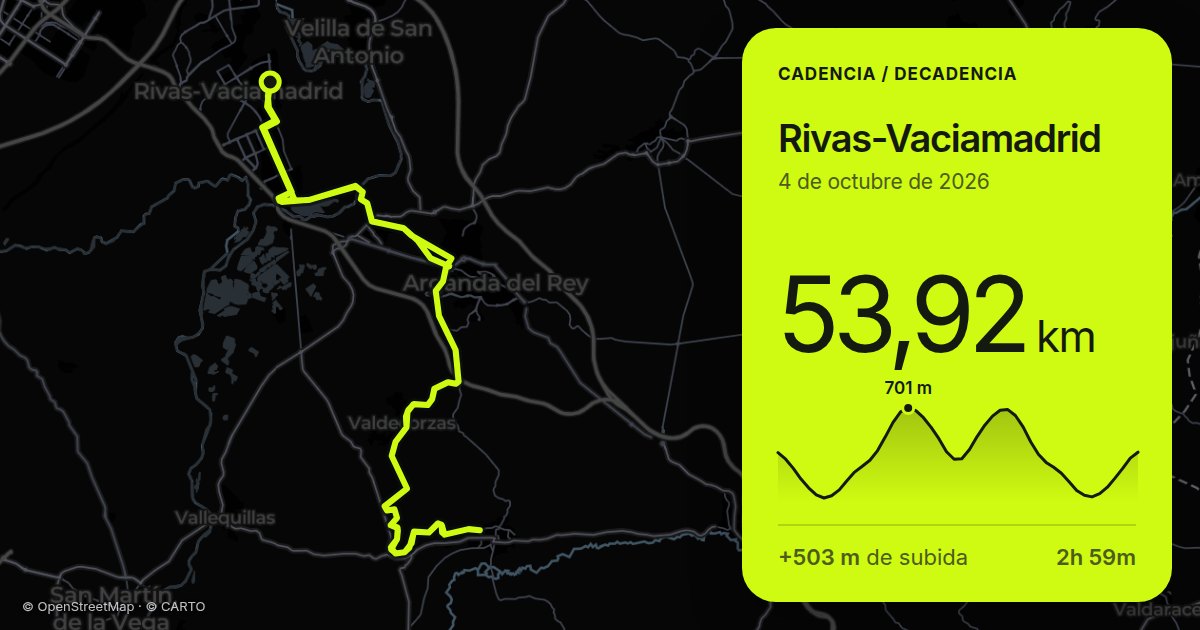 Velilla de San
Antonio
Rivas-Vaciamadrid
Arganda del Rey
Vallequillas
San Martín
de la Vega
© OpenStreetMap · © CARTO
CADENCIA / DECADENCIA
Rivas-Vaciamadrid
4 de octubre de 2026
53,92 km
701 m
+503 m de subida
2h 59m